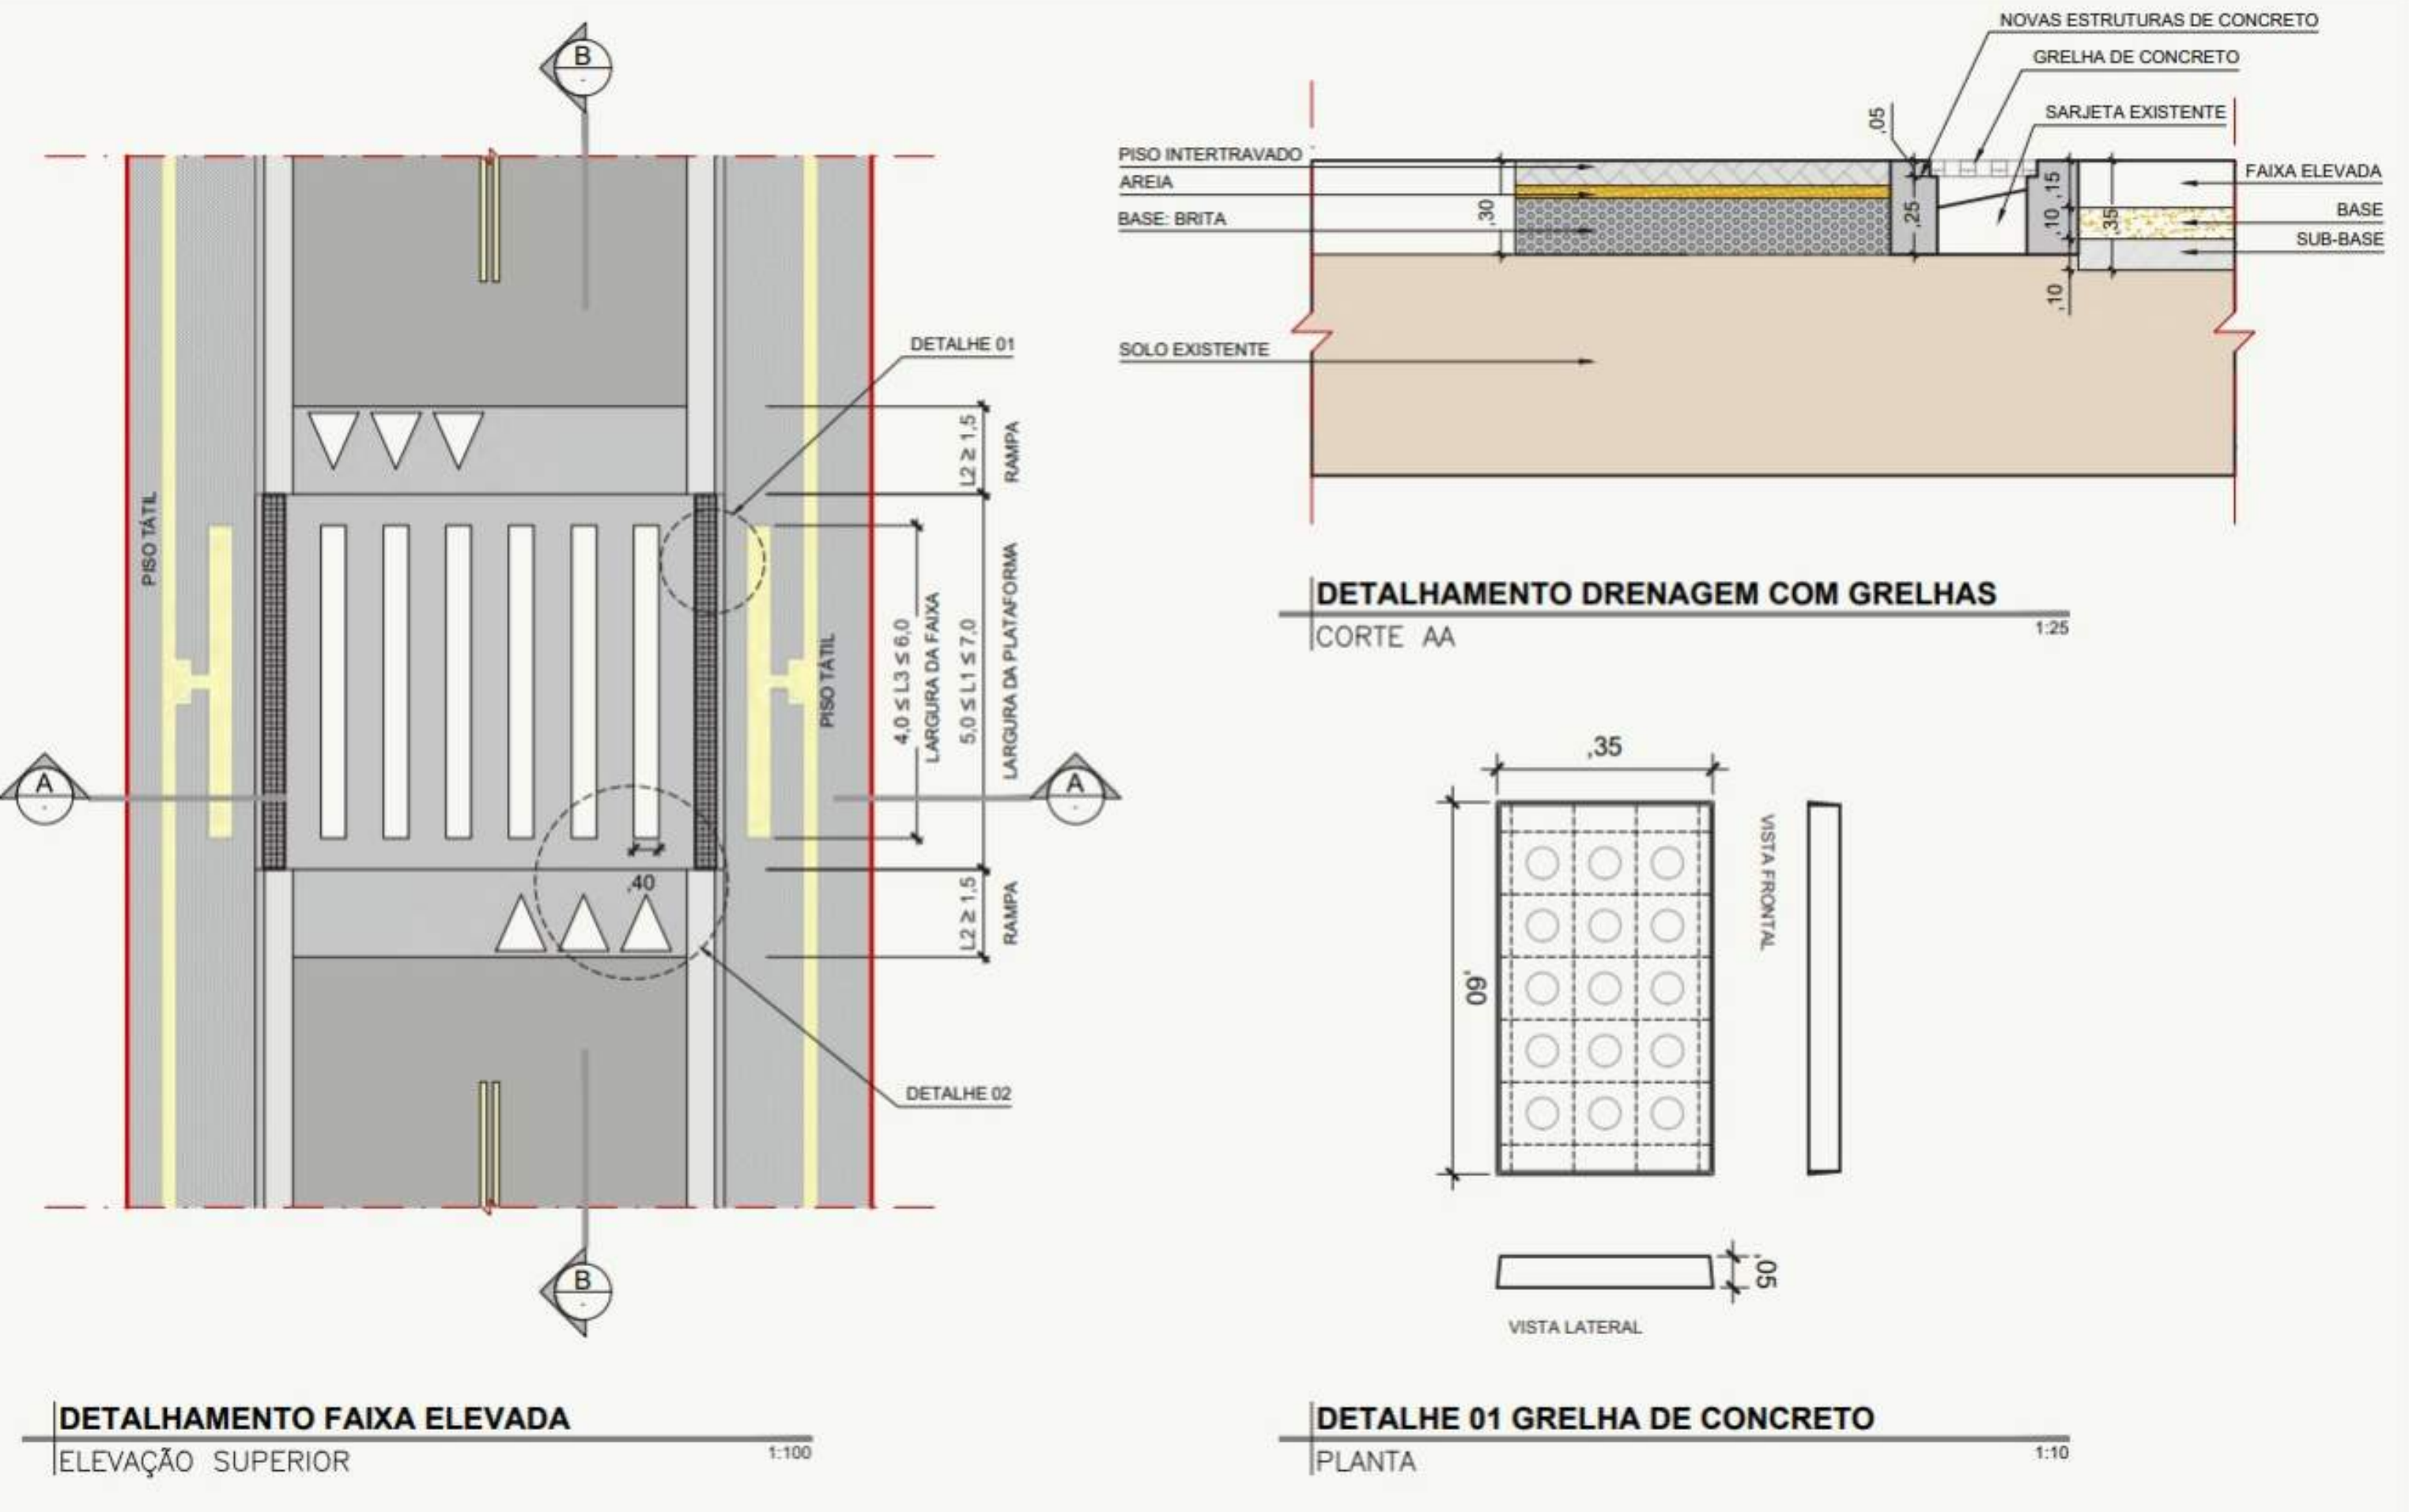 B
-
DETALHE 01
L2 ≥ 1,5
RAMPA
PISO TÁTIL
4,0 ≤ L3 ≤ 6,0
LARGURA DA FAIXA
5,0 ≤ L1 ≤ 7,0
LARGURA DA PLATAFORMA
PISO TÁTIL
A
-
A
-
,40
L2 ≥ 1,5
RAMPA
DETALHE 02
B
-
DETALHAMENTO FAIXA ELEVADA
ELEVAÇÃO SUPERIOR
1:100
NOVAS ESTRUTURAS DE CONCRETO
GRELHA DE CONCRETO
SARJETA EXISTENTE
,05
PISO INTERTRAVADO
AREIA
BASE: BRITA
,30
,25
,15
,10
,35
,10
FAIXA ELEVADA
BASE
SUB-BASE
SOLO EXISTENTE
DETALHAMENTO DRENAGEM COM GRELHAS
CORTE AA
1:25
,35
,60
VISTA FRONTAL
,05
VISTA LATERAL
DETALHE 01 GRELHA DE CONCRETO
PLANTA
1:10